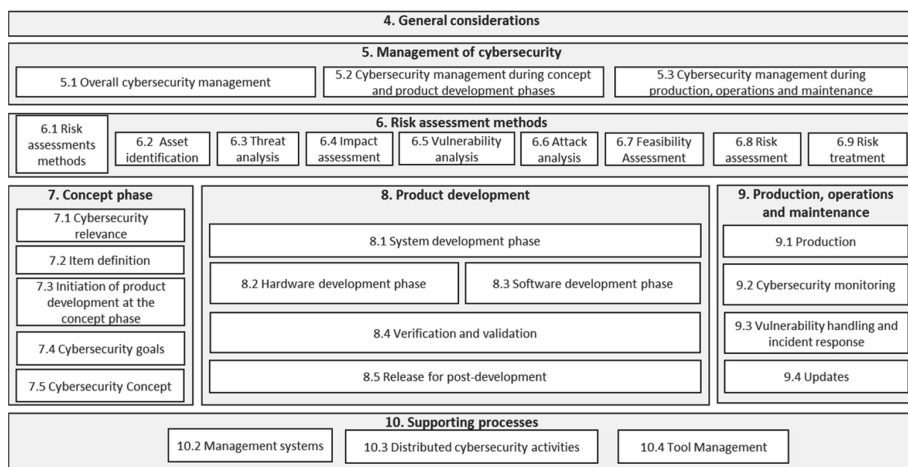 4. General considerations
5. Management of cybersecurity
5.1 Overall cybersecurity management
5.2 Cybersecurity management during concept
and product development phases
5.3 Cybersecurity management during
production, operations and maintenance
6. Risk assessment methods
6.1 Risk
assessments
methods
6.2 Asset
identification
6.3 Threat
analysis
6.4 Impact
assessment
6.5 Vulnerability
analysis
6.6 Attack
analysis
6.7 Feasibility
Assessment
6.8 Risk
assessment
6.9 Risk
treatment
7. Concept phase
7.1 Cybersecurity
relevance
7.2 Item definition
7.3 Initiation of product
development at the
concept phase
7.4 Cybersecurity goals
7.5 Cybersecurity Concept
8. Product development
8.1 System development phase
8.2 Hardware development phase
8.3 Software development phase
8.4 Verification and validation
8.5 Release for post-development
9. Production, operations
and maintenance
9.1 Production
9.2 Cybersecurity monitoring
9.3 Vulnerability handling and
incident response
9.4 Updates
10. Supporting processes
10.2 Management systems
10.3 Distributed cybersecurity activities
10.4 Tool Management